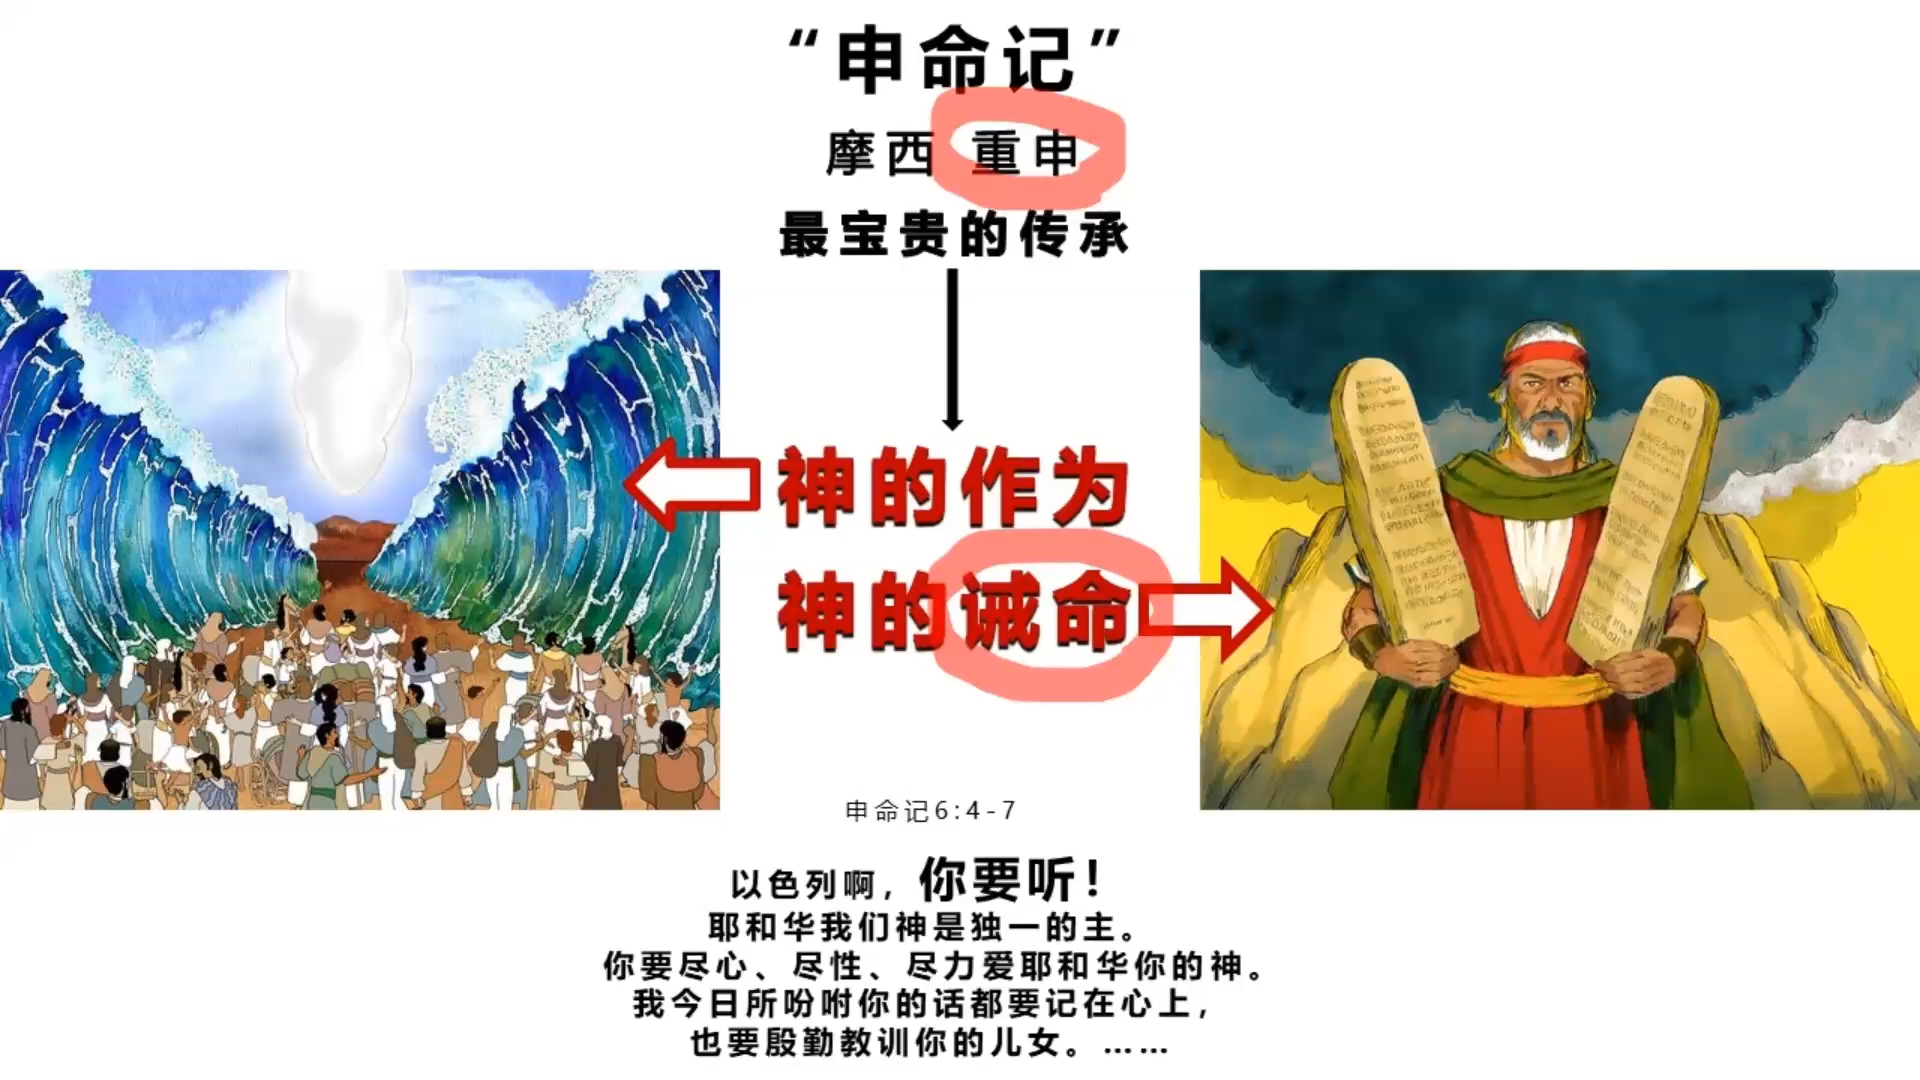 “申命记”
摩西 重申
最宝贵的传承
神的作为
神的诫命
申命记6:4-7
以色列啊，你要听！
耶和华我们神是独一的主。
你要尽心、尽性、尽力爱耶和华你的神。
我今日所吩咐你的话都要记在心上，
也要殷勤教训你的儿女。……